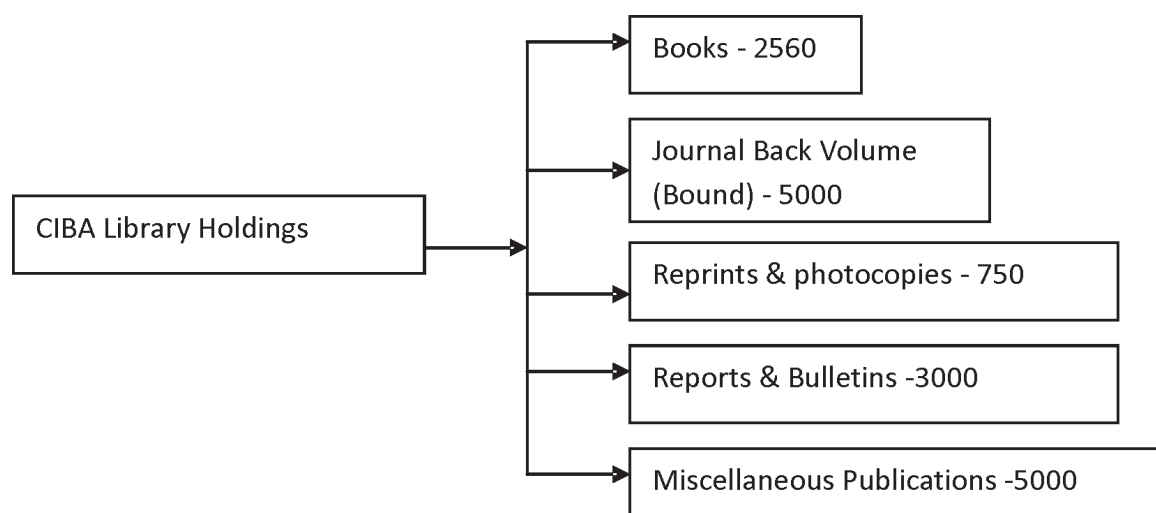 Books - 2560
Journal Back Volume
(Bound) - 5000
CIBA Library Holdings
Reprints & photocopies - 750
Reports & Bulletins -3000
Miscellaneous Publications -5000